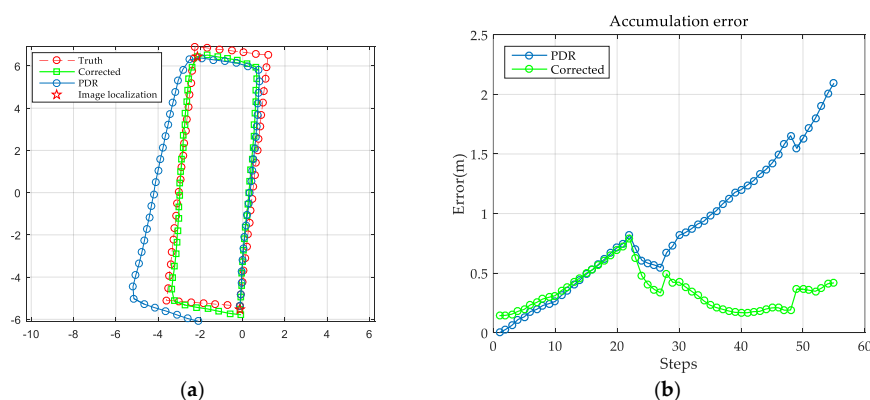 Truth
Corrected
PDR
Image localization
6
4
2
0
-2
-4
-6
-10 -8 -6 -4 -2 0 2 4 6
(a)
Accumulation error
PDR
Corrected
Error(m)
2.5
2
1.5
1
0.5
0
0 10 20 30 40 50 60
Steps
(b)